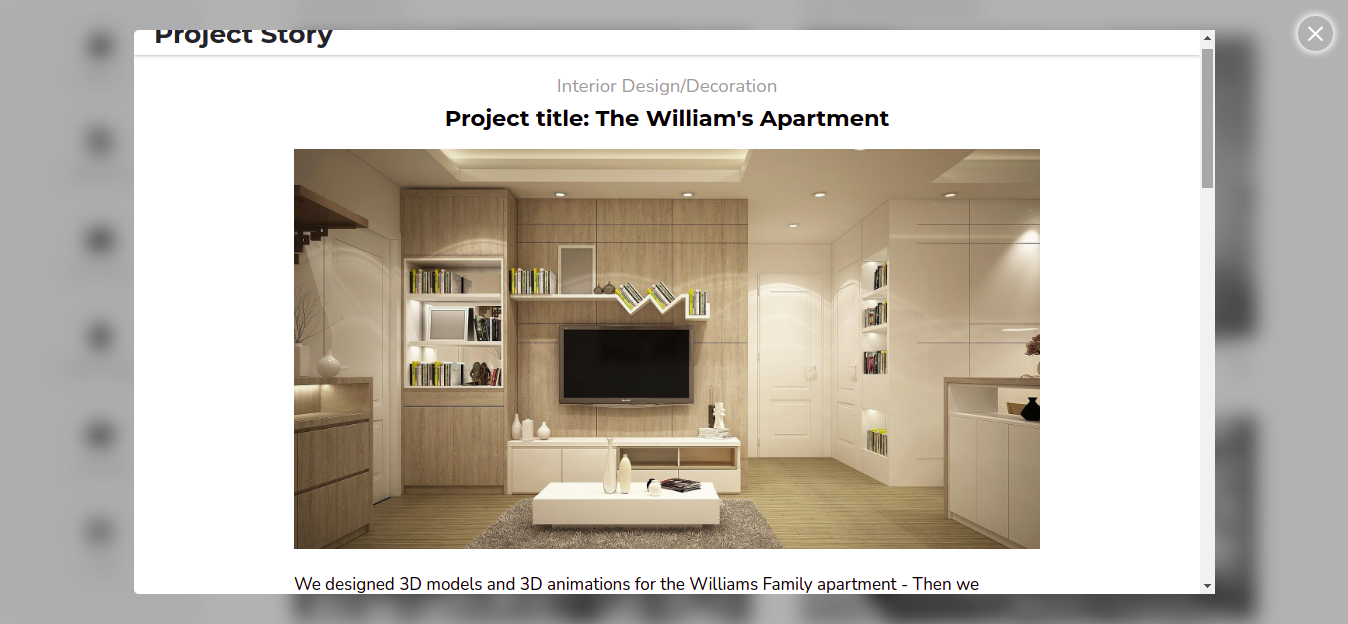 Project Story
Interior Design/Decoration
Project title: The William's Apartment
We designed 3D models and 3D animations for the Williams Family apartment - Then we